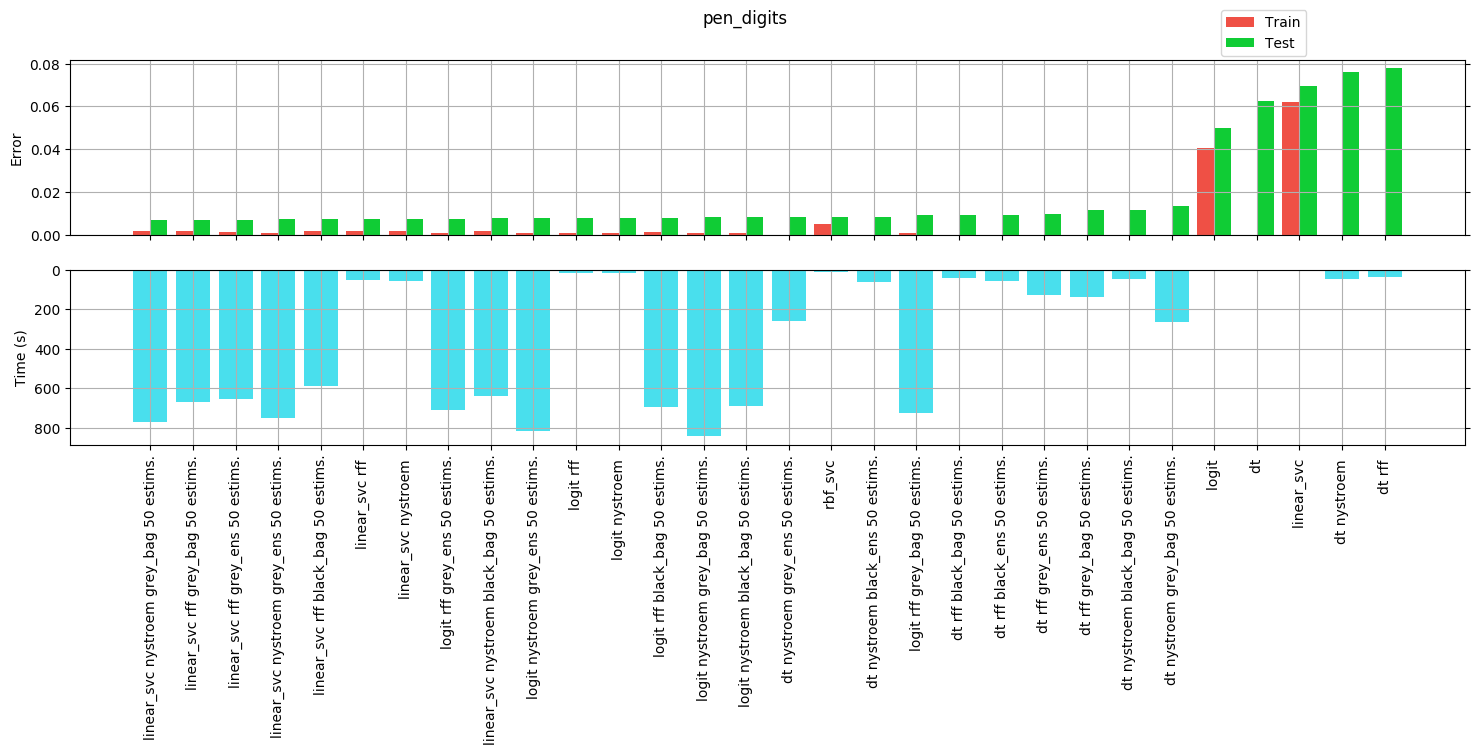 pen_digits
Train
Test
Error
0.08
0.06
0.04
0.02
0.00
Time (s)
0
200
400
600
800
linear_svc nystroem grey_bag 50 estims.
linear_svc rff grey_bag 50 estims.
linear_svc rff grey_ens 50 estims.
linear_svc nystroem grey_ens 50 estims.
linear_svc rff black_bag 50 estims.
linear_svc rff
linear_svc nystroem
logit rff grey_ens 50 estims.
linear_svc nystroem black_bag 50 estims.
logit nystroem grey_ens 50 estims.
logit rff
logit nystroem
logit rff black_bag 50 estims.
logit nystroem grey_bag 50 estims.
logit nystroem black_bag 50 estims.
dt nystroem grey_ens 50 estims.
rbf_svc
dt nystroem black_ens 50 estims.
logit rff grey_bag 50 estims.
dt rff black_bag 50 estims.
dt rff black_ens 50 estims.
dt rff grey_ens 50 estims.
dt rff grey_bag 50 estims.
dt nystroem black_bag 50 estims.
dt nystroem grey_bag 50 estims.
logit
dt
linear_svc
dt nystroem
dt rff